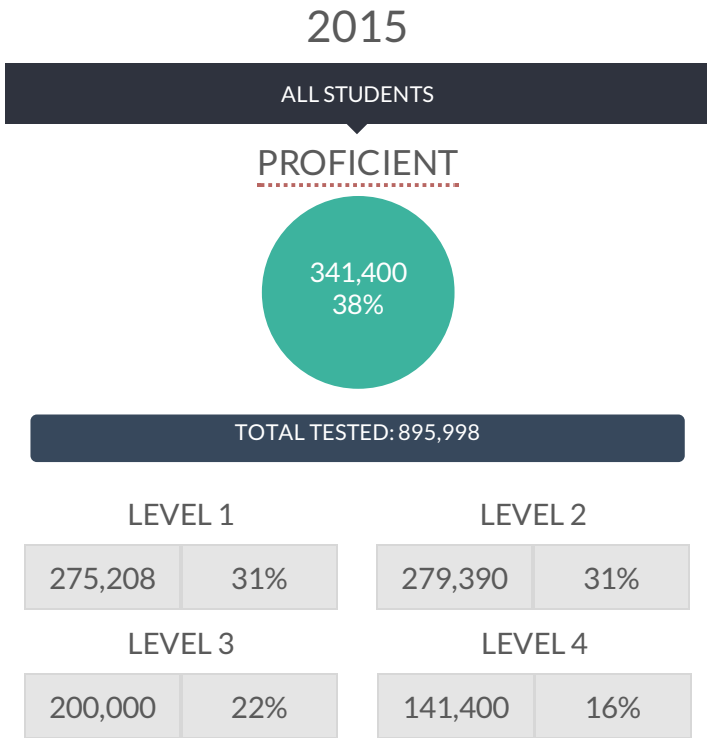 2015
ALL STUDENTS
PROFICIENT
341,400
38%
TOTAL TESTED: 895,998
LEVEL 1 LEVEL 2
275,208 31% 279,390 31%
LEVEL 3 LEVEL 4
200,000 22% 141,400 16%